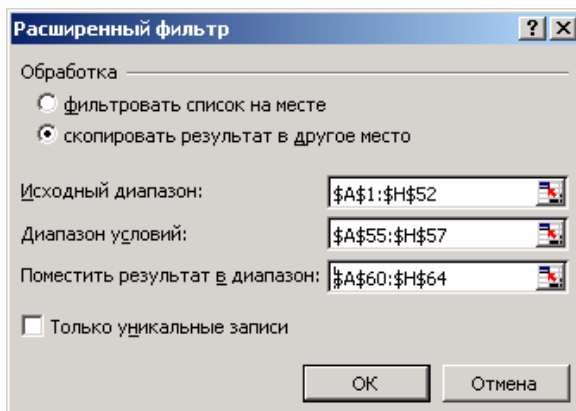 Расширенный фильтр
Обработка
фильтровать список на месте
скопировать результат в другое место
Исходный диапазон: $A$1:$H$52
Диапазон условий: $A$55:$H$57
Поместить результат в диапазон: $A$60:$H$64
Только уникальные записи
ОК Отмена